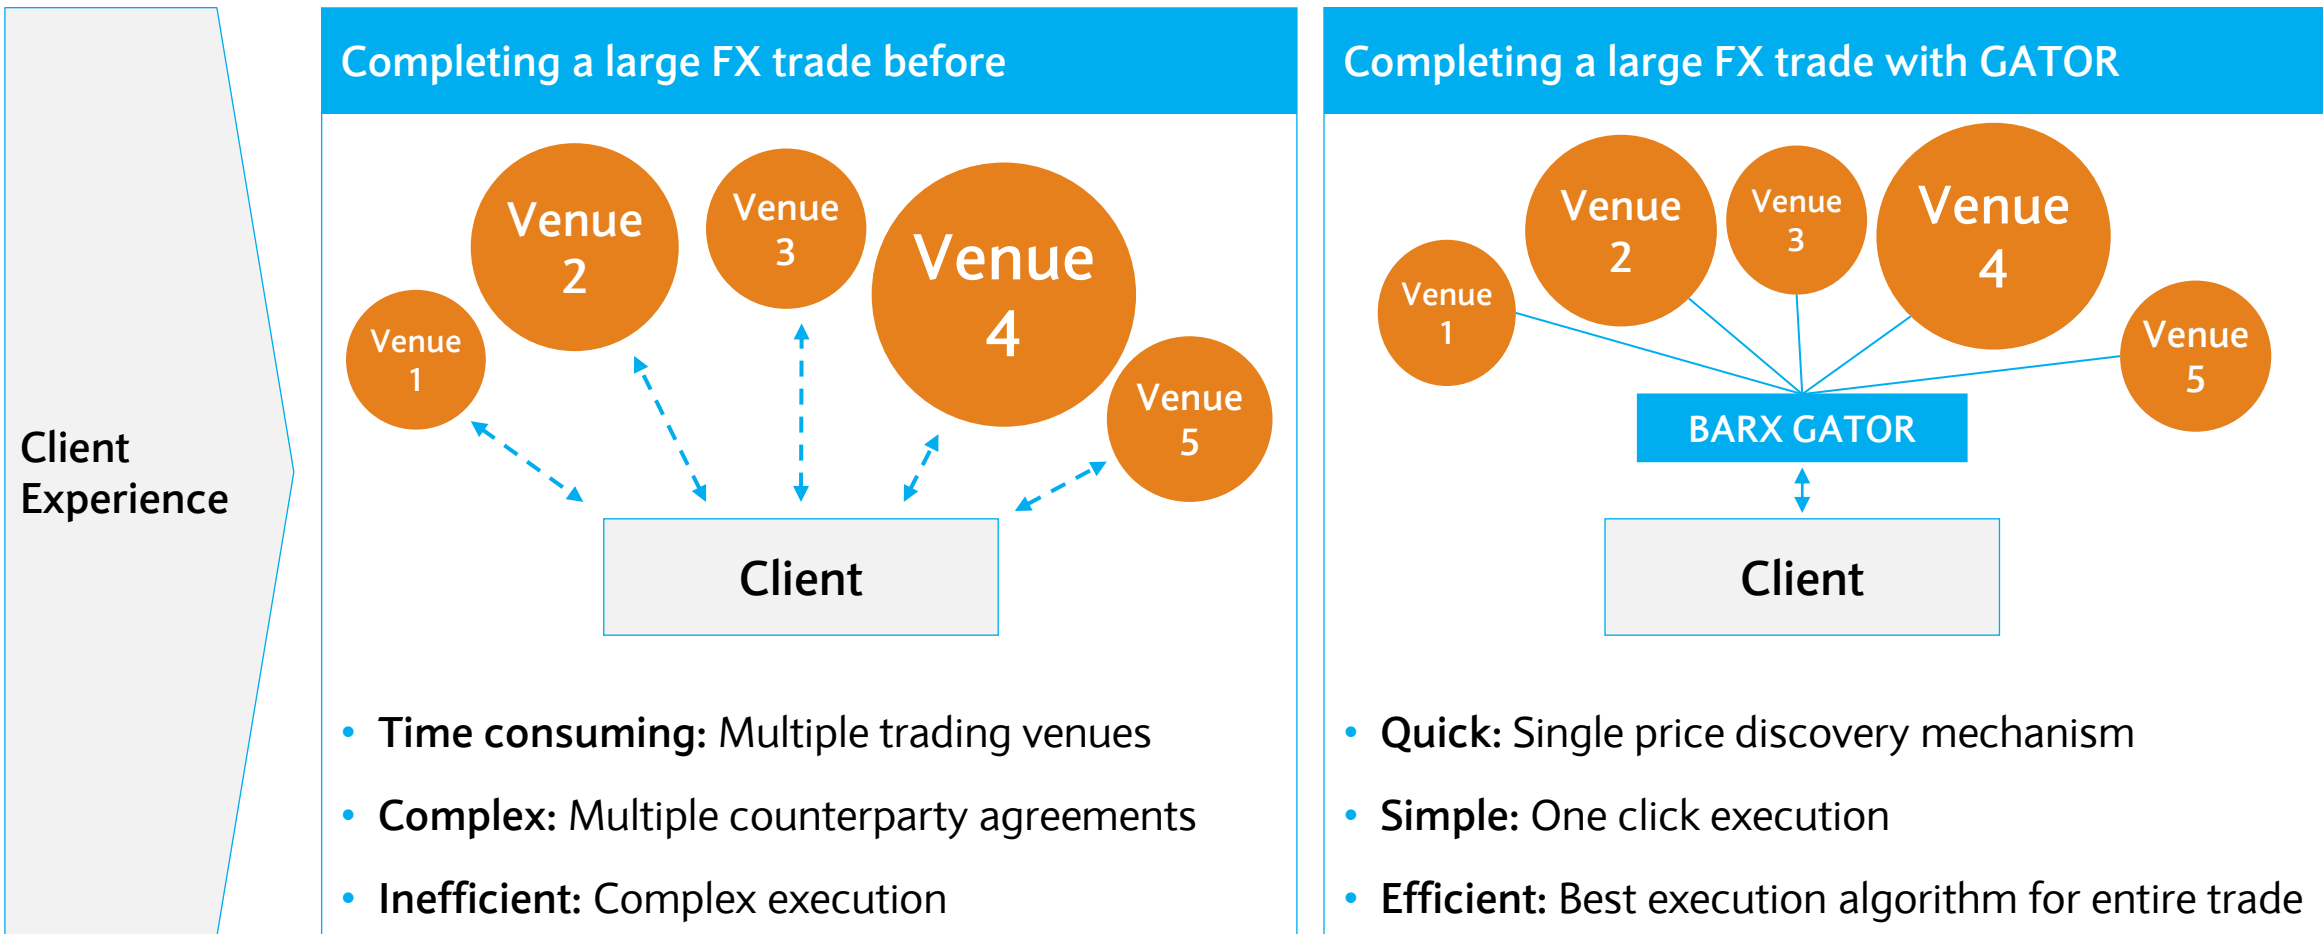 Client
Experience
Completing a large FX trade before
Venue
1
Venue
2
Venue
3
Venue
4
Venue
5
Client
• Time consuming: Multiple trading venues
• Complex: Multiple counterparty agreements
• Inefficient: Complex execution
Completing a large FX trade with GATOR
Venue
1
Venue
2
Venue
3
Venue
4
Venue
5
BARX GATOR
Client
• Quick: Single price discovery mechanism
• Simple: One click execution
• Efficient: Best execution algorithm for entire trade